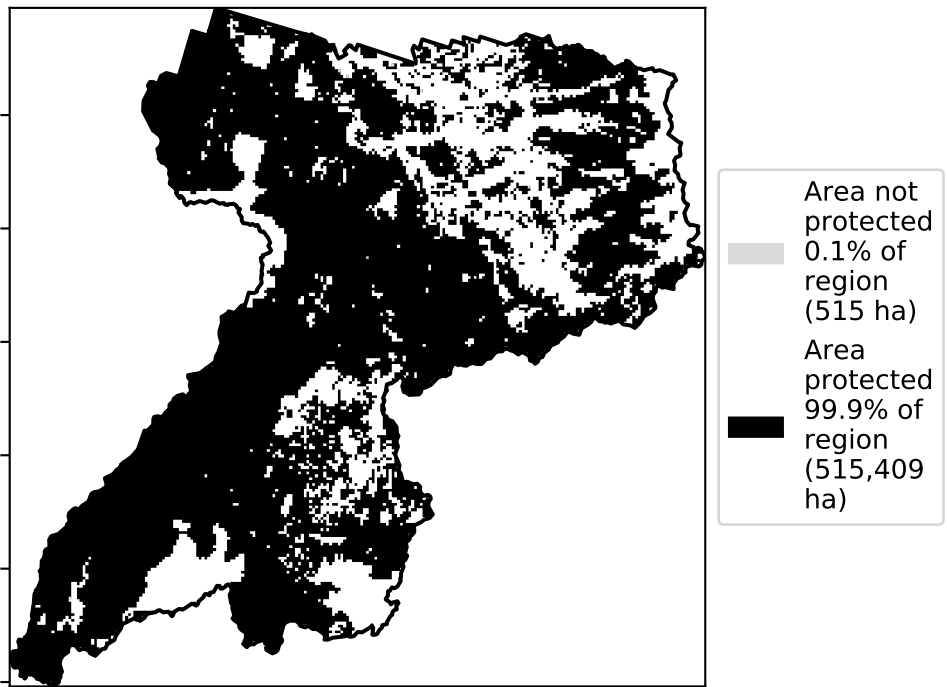 Area not
protected
0.1% of
region
(515 ha)
Area
protected
99.9% of
region
(515,409
ha)